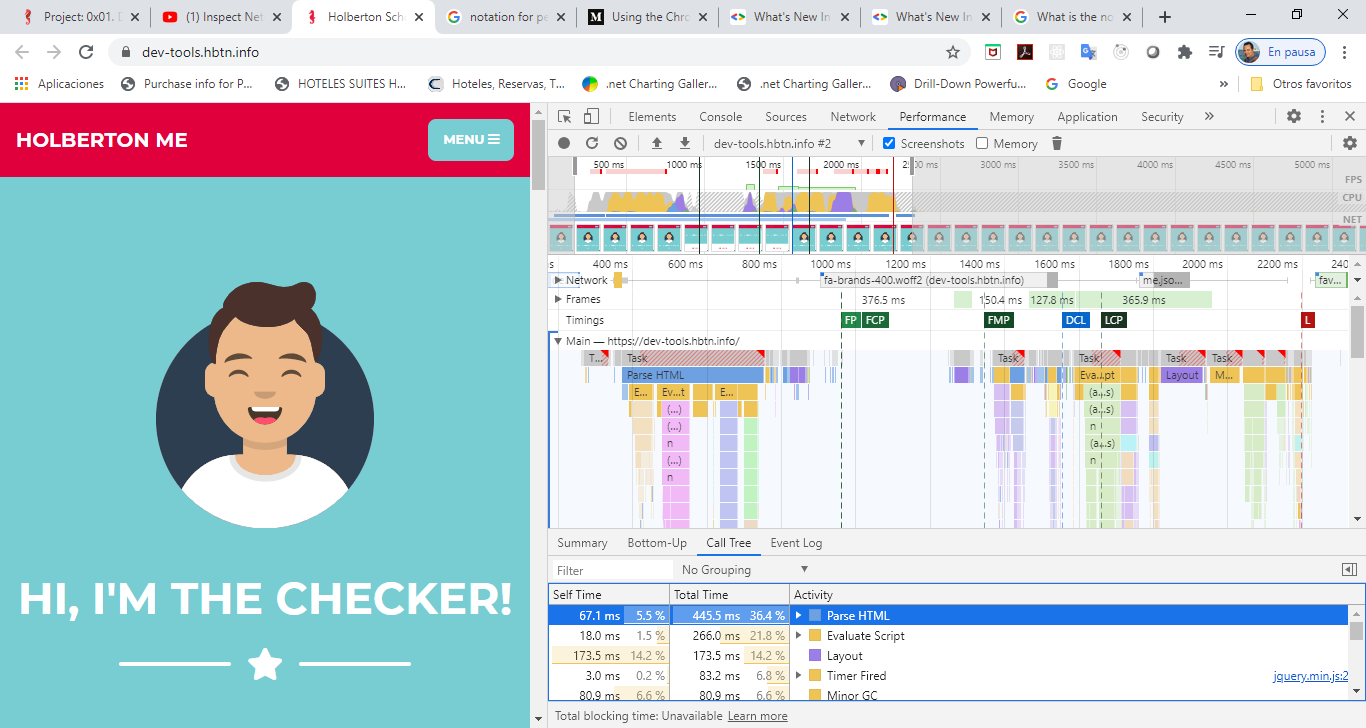 Project: 0x01. D
(1) Inspect Net
Holberton Sch
notation for pe
Using the Chro
What's New In
What's New In
What is the no
dev-tools.hbtn.info
En pausa
Aplicaciones
Purchase info for P...
HOTELES SUITES H...
Hoteles, Reservas, T...
.net Charting Galler...
.net Charting Galler...
Drill-Down Powerfu...
Google
»
Otros favoritos
HOLBERTON ME
MENU
HI, I'M THE CHECKER!
Elements Console Sources Network Performance Memory Application Security »
dev-tools.hbtn.info #2 Screenshots Memory
500 ms 1000 ms 1500 ms 2000 ms 3000 ms 3500 ms 4000 ms 4500 ms 5000 ms
FPS
CPU
NET
400 ms 600 ms 800 ms 1000 ms 1200 ms 1400 ms 1600 ms 1800 ms 2000 ms 2200 ms 2400
Network fa-brands-400.woff2 (dev-tools.hbtn.info) me.jso... fav...
Frames 376.5 ms 150.4 ms 127.8 ms 365.9 ms
Timings FP FCP FMP DCL LCP L
Main — https://dev-tools.hbtn.info/
T... Task Task Task Task Task
Parse HTML Eva...pt Layout M...
E... Ev...t E... (a...s)
(...) (a...s)
(...) n
n (a...s)
(...) n
n
Summary Bottom-Up Call Tree Event Log
Filter No Grouping
Self Time Total Time Activity
67.1 ms 5.5 % 445.5 ms 36.4 % Parse HTML
18.0 ms 1.5 % 266.0 ms 21.8 % Evaluate Script
173.5 ms 14.2 % 173.5 ms 14.2 % Layout
3.0 ms 0.2 % 83.2 ms 6.8 % Timer Fired jquery.min.js:2
80.9 ms 6.6 % 80.9 ms 6.6 % Minor GC
Total blocking time: Unavailable Learn more